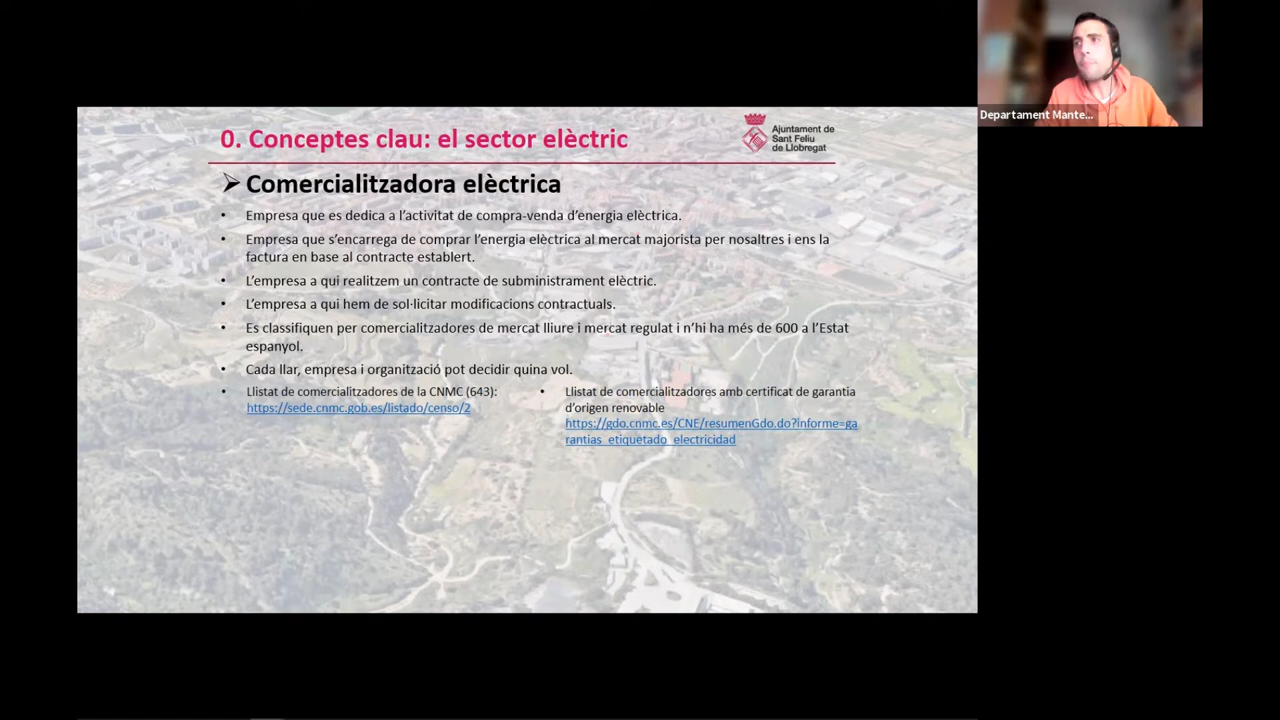 Departament Mante...
0. Conceptes clau: el sector elèctric
Ajuntament de
Sant Feliu
de Llobregat
Comercialitzadora elèctrica
• Empresa que es dedica a l’activitat de compra-venda d’energia elèctrica.
• Empresa que s’encarrega de comprar l’energia elèctrica al mercat majorista per nosaltres i ens la
factura en base al contracte establert.
• L’empresa a qui realitzem un contracte de subministrament elèctric.
• L’empresa a qui hem de sol·licitar modificacions contractuals.
• Es classifiquen per comercialitzadores de mercat lliure i mercat regulat i n’hi ha més de 600 a l’Estat
espanyol.
• Cada llar, empresa i organització pot decidir quina vol.
• Llistat de comercialitzadores de la CNMC (643):
https://sede.cnmc.gob.es/listado/censo/2
• Llistat de comercialitzadores amb certificat de garantia
d’origen renovable
https://gdo.cnmc.es/CNE/resumenGdo.do?informe=ga
rantias_etiquetado_electricidad